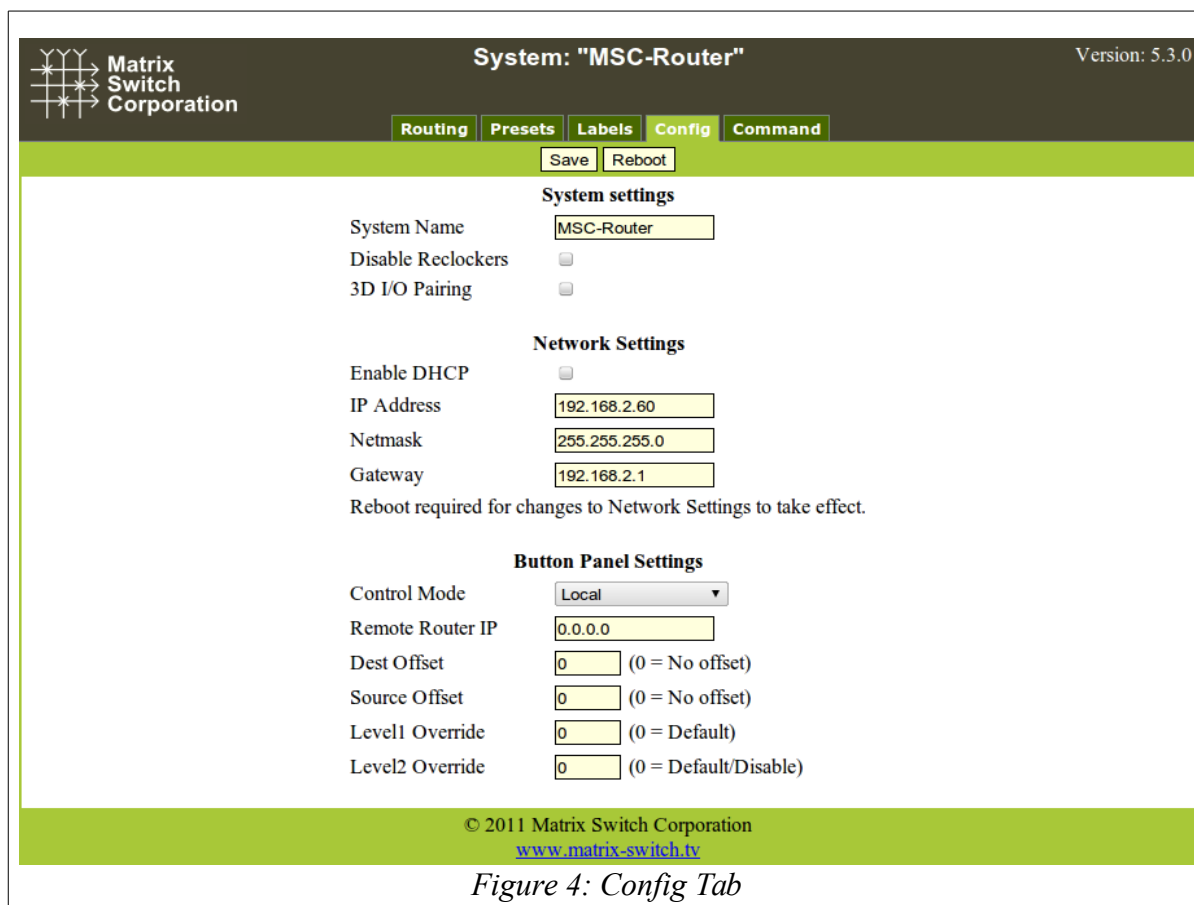 Matrix
Switch
Corporation
System: "MSC-Router"
Version: 5.3.0
Routing Presets Labels Config Command
Save Reboot
System settings
System Name MSC-Router
Disable Reclockers
3D I/O Pairing
Network Settings
Enable DHCP
IP Address 192.168.2.60
Netmask 255.255.255.0
Gateway 192.168.2.1
Reboot required for changes to Network Settings to take effect.
Button Panel Settings
Control Mode Local
Remote Router IP 0.0.0.0
Dest Offset 0 (0 = No offset)
Source Offset 0 (0 = No offset)
Level1 Override 0 (0 = Default)
Level2 Override 0 (0 = Default/Disable)
© 2011 Matrix Switch Corporation
www.matrix-switch.tv
Figure 4: Config Tab